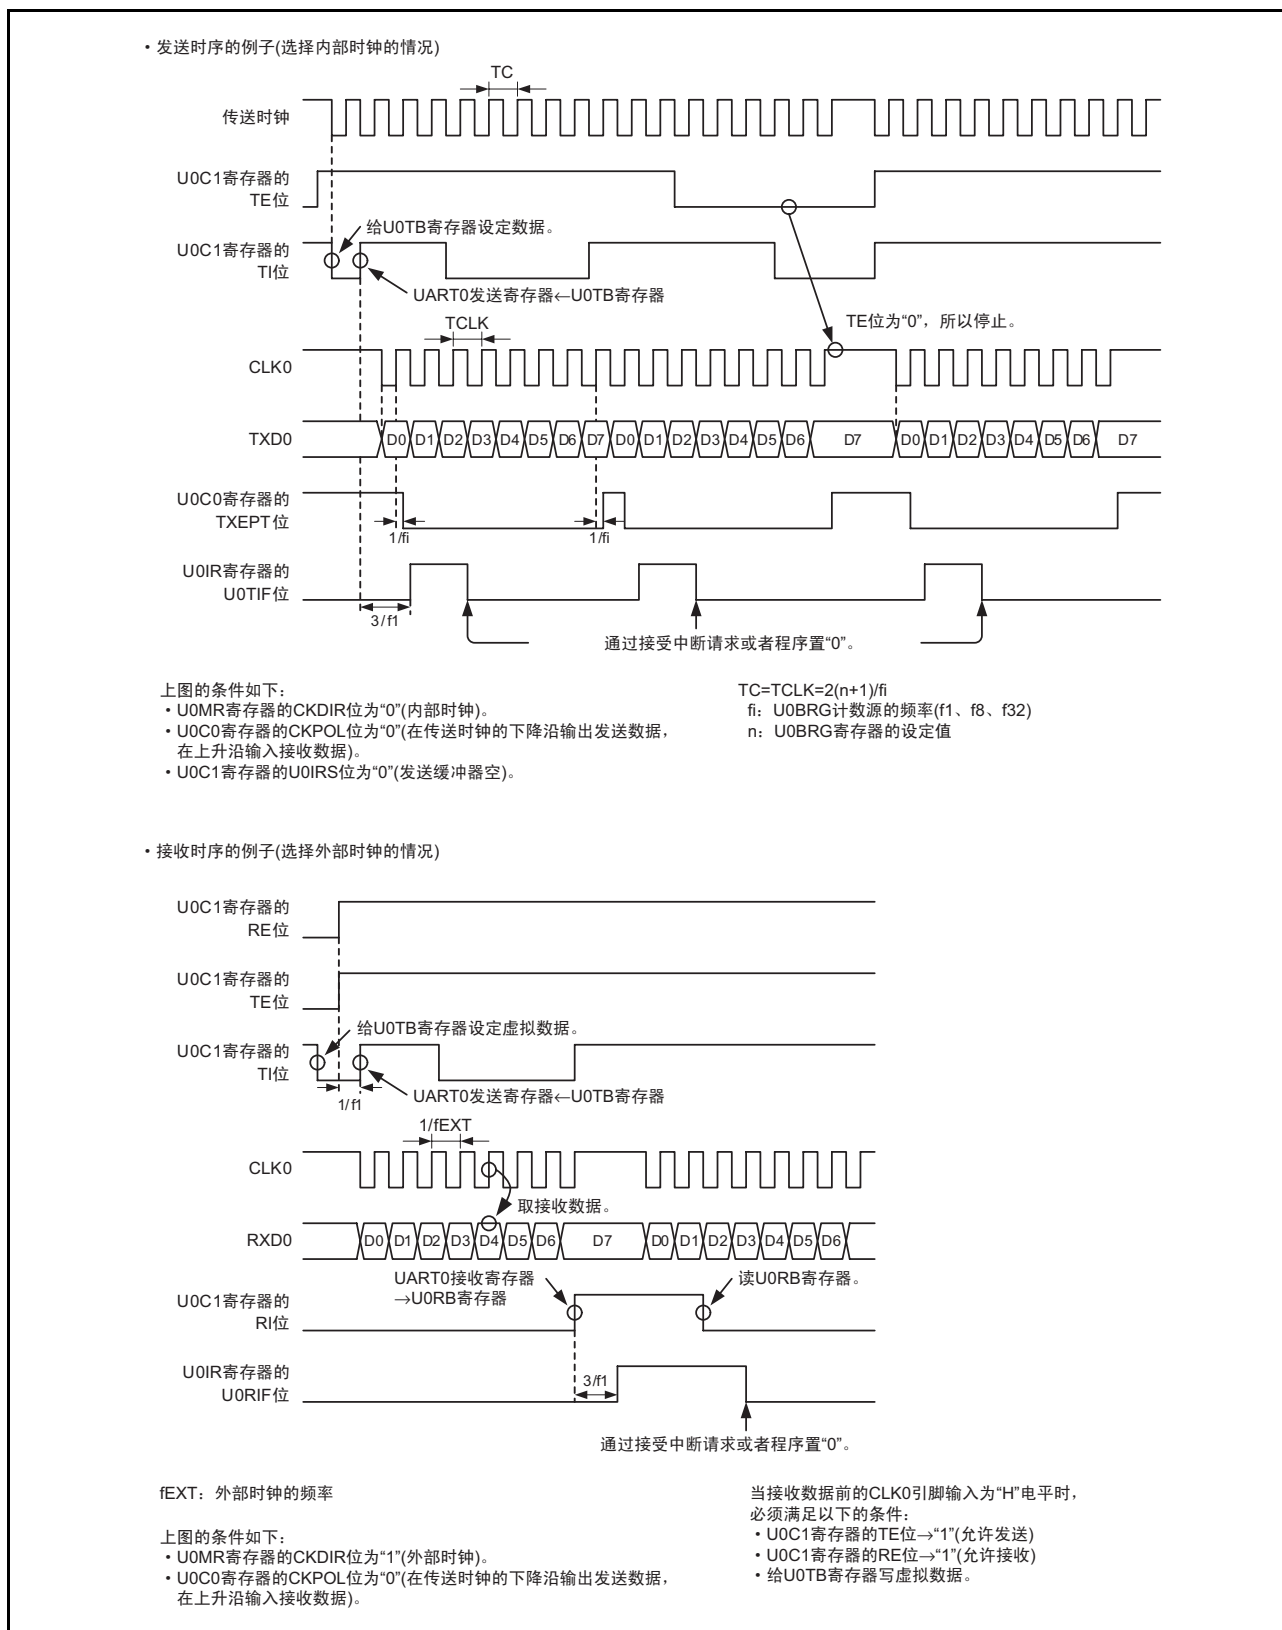 ・发送时序的例子(选择内部时钟的情况)
TC
传送时钟
U0C1寄存器的
TE位
给U0TB寄存器设定数据。
U0C1寄存器的
TI位
UART0发送寄存器←U0TB寄存器
TE位为“0”，所以停止。
TCLK
CLK0
TXD0
D0 D1 D2 D3 D4 D5 D6 D7 D0 D1 D2 D3 D4 D5 D6 D7 D0 D1 D2 D3 D4 D5 D6 D7
U0C0寄存器的
TXEPT位
1/fi 1/fi
U0IR寄存器的
U0TIF位
3/f1
通过接受中断请求或者程序置“0”。
上图的条件如下：
・U0MR寄存器的CKDIR位为“0”(内部时钟)。
・U0C0寄存器的CKPOL位为“0”(在传送时钟的下降沿输出发送数据，
在上升沿输入接收数据)。
・U0C1寄存器的U0IRS位为“0”(发送缓冲器空)。
TC=TCLK=2(n+1)/fi
fi：U0BRG计数源的频率(f1、f8、f32)
n：U0BRG寄存器的设定值
・接收时序的例子(选择外部时钟的情况)
U0C1寄存器的
RE位
U0C1寄存器的
TE位
给U0TB寄存器设定虚拟数据。
U0C1寄存器的
TI位
UART0发送寄存器←U0TB寄存器
1/f1
1/fEXT
CLK0
取接收数据。
RXD0
D0 D1 D2 D3 D4 D5 D6 D7 D0 D1 D2 D3 D4 D5 D6
UART0接收寄存器
→U0RB寄存器
读U0RB寄存器。
U0C1寄存器的
RI位
U0IR寄存器的
U0RIF位
3/f1
通过接受中断请求或者程序置“0”。
fEXT：外部时钟的频率
上图的条件如下：
・U0MR寄存器的CKDIR位为“1”(外部时钟)。
・U0C0寄存器的CKPOL位为“0”(在传送时钟的下降沿输出发送数据，
在上升沿输入接收数据)。
当接收数据前的CLK0引脚输入为“H”电平时，
必须满足以下的条件：
・U0C1寄存器的TE位→“1”(允许发送)
・U0C1寄存器的RE位→“1”(允许接收)
・给U0TB寄存器写虚拟数据。